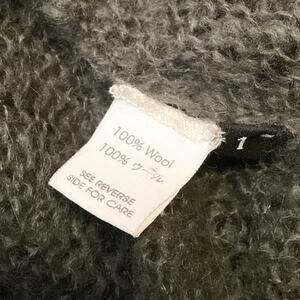 100% Wool
100% ウール
SEE REVERSE
SIDE FOR CARE
1